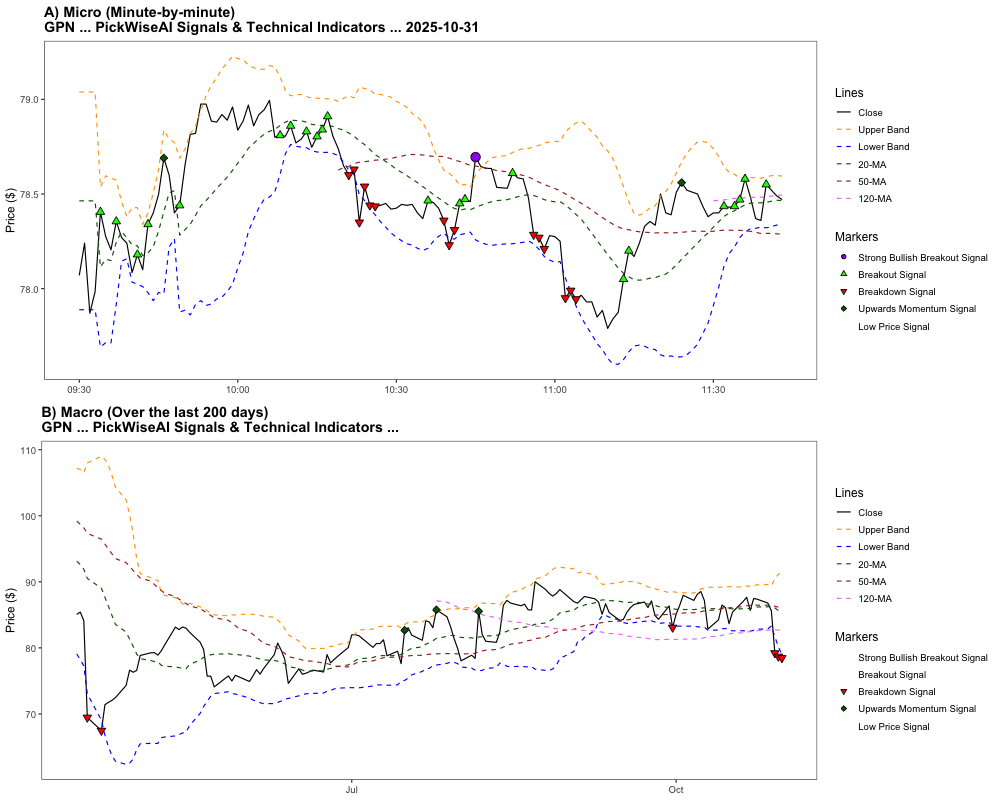 A) Micro (Minute-by-minute)
GPN ... PickWiseAI Signals & Technical Indicators ... 2025-10-31
Price ($)
79.0
78.5
78.0
09:30
10:00
10:30
11:00
11:30
Lines
Close
Upper Band
Lower Band
20-MA
50-MA
120-MA
Markers
Strong Bullish Breakout Signal
Breakout Signal
Breakdown Signal
Upwards Momentum Signal
Low Price Signal
B) Macro (Over the last 200 days)
GPN ... PickWiseAI Signals & Technical Indicators ...
Price ($)
110
100
90
80
70
Jul
Oct
Lines
Close
Upper Band
Lower Band
20-MA
50-MA
120-MA
Markers
Strong Bullish Breakout Signal
Breakout Signal
Breakdown Signal
Upwards Momentum Signal
Low Price Signal